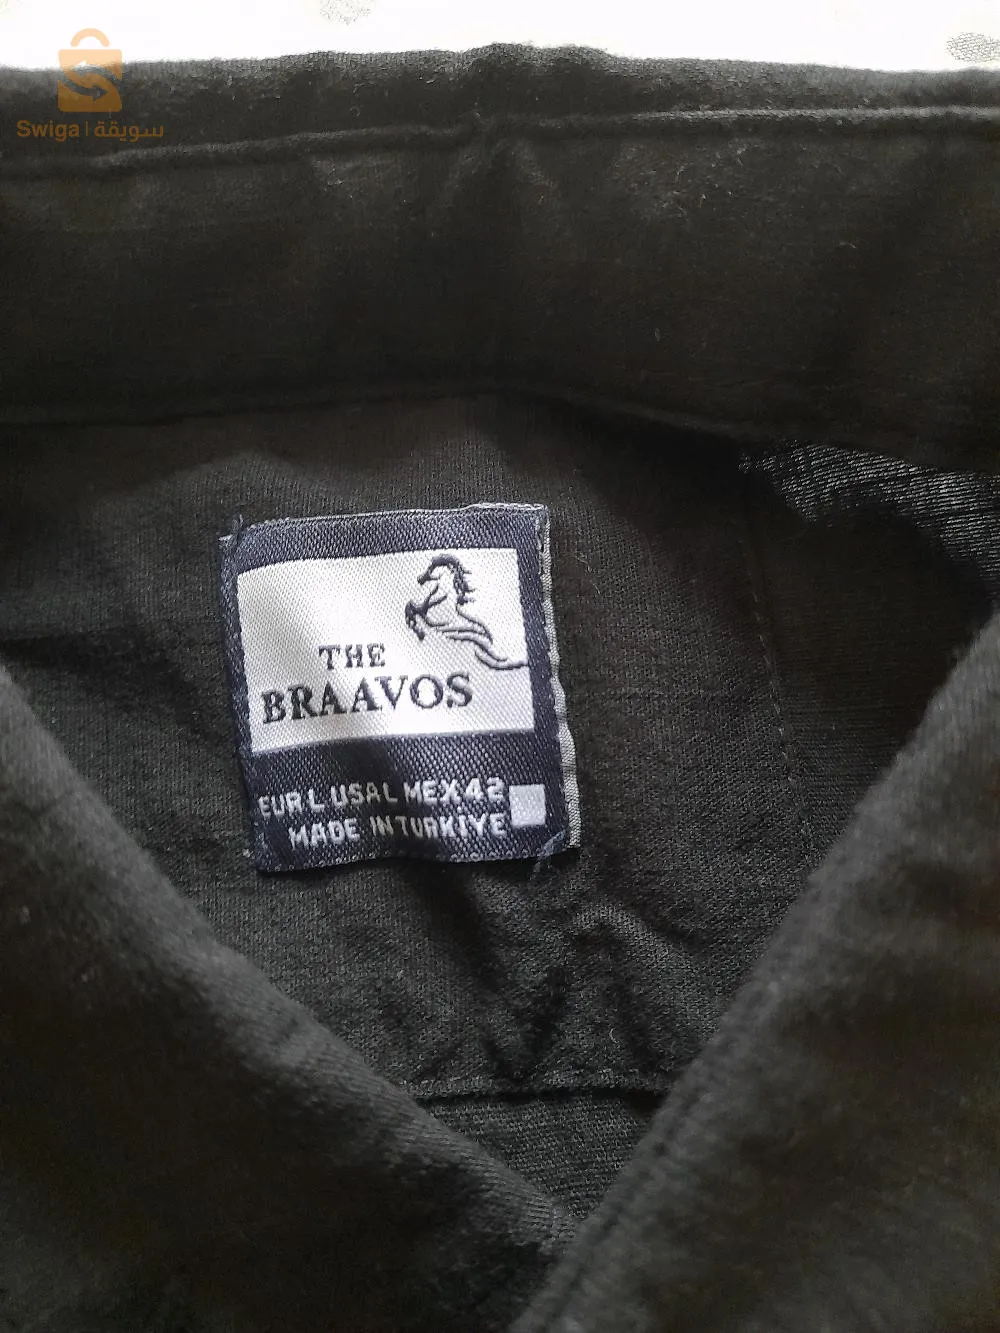 Swiga | سويقة
THE
BRAAVOS
EUR L USA L MEX 42
MADE IN TURKIYE